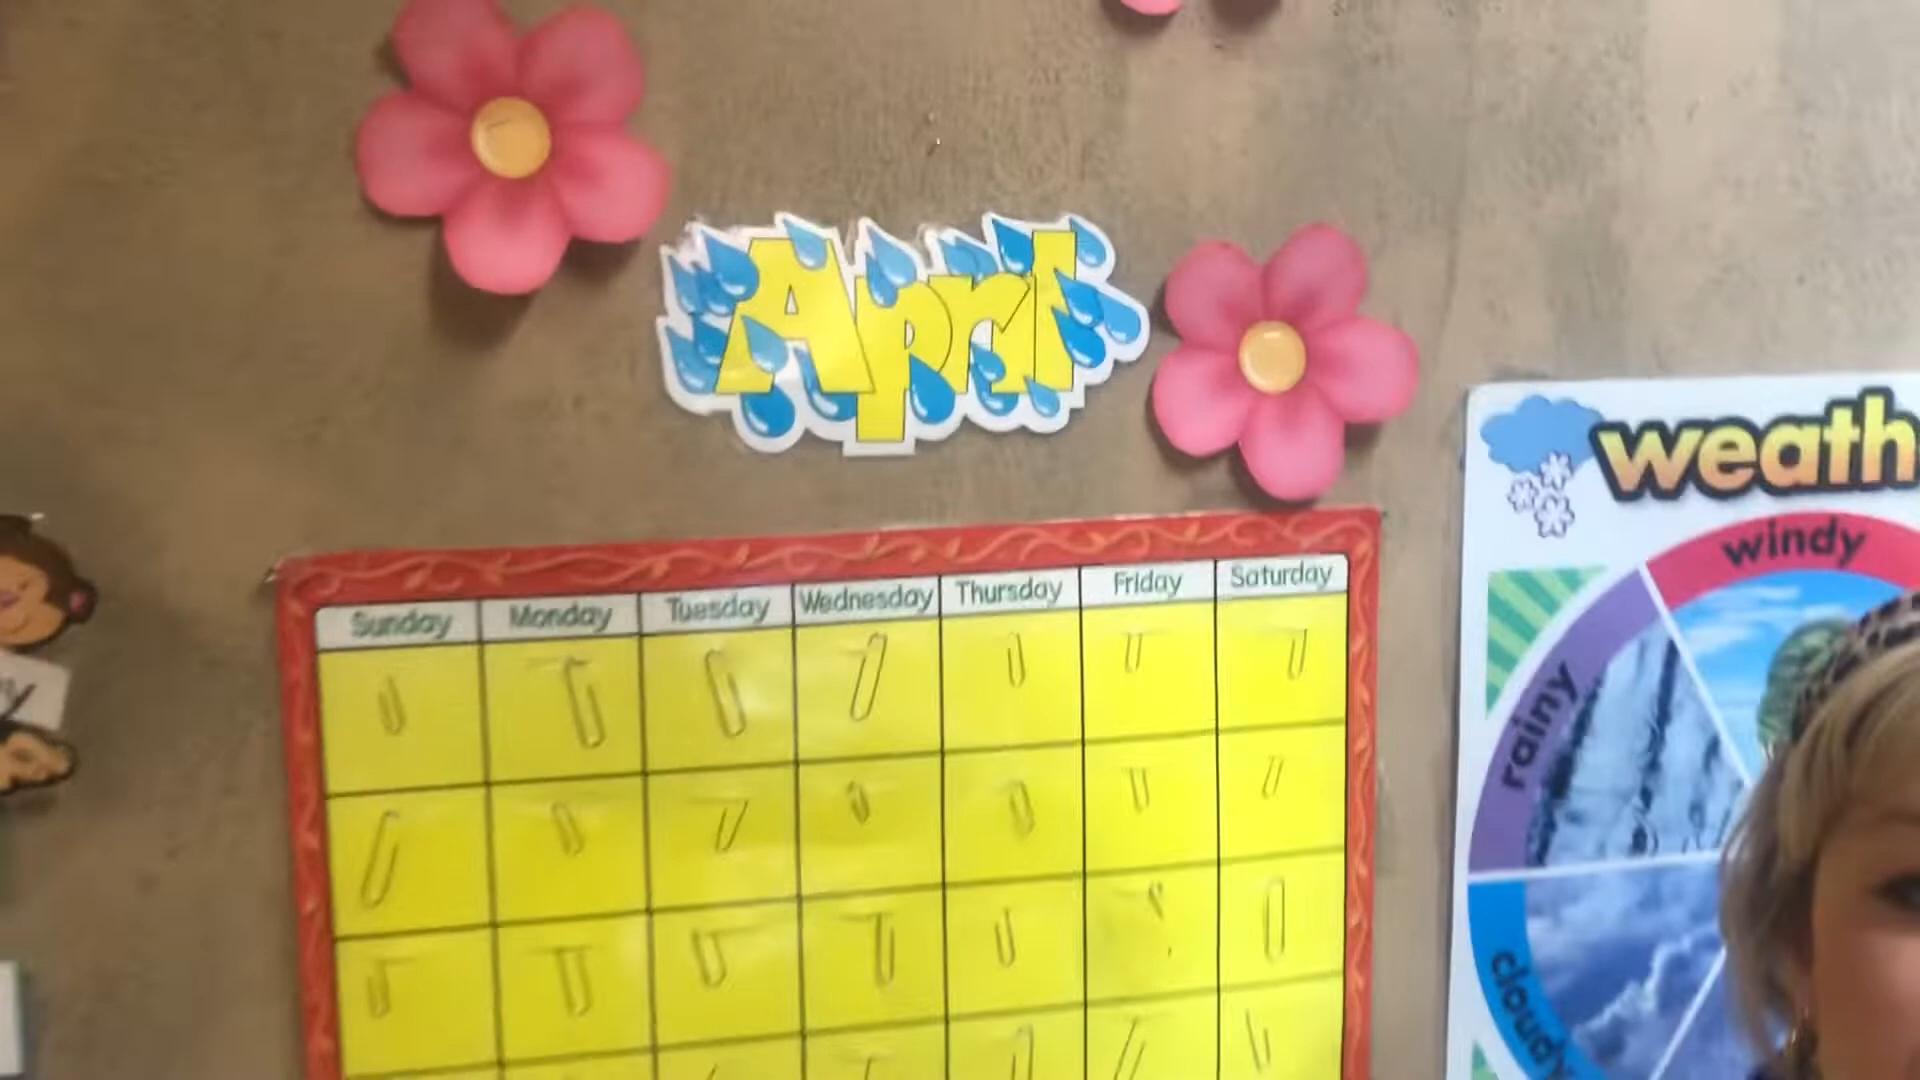 April
Sunday Monday Tuesday Wednesday Thursday Friday Saturday
weath
windy
rainy
cloudy